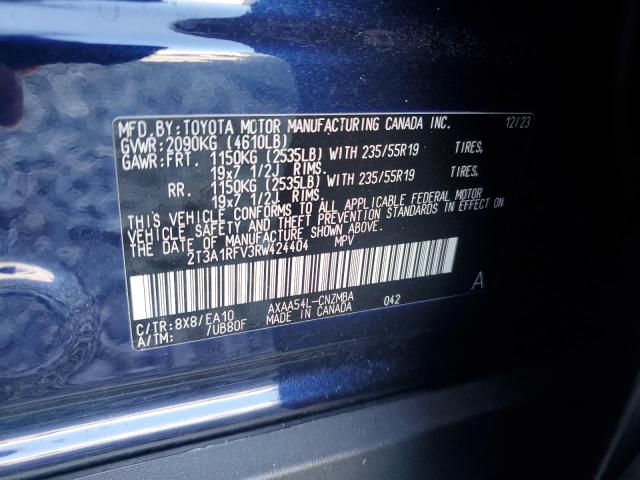 MFD. BY: TOYOTA MOTOR MANUFACTURING CANADA INC. 12/23
GVWR: 2090KG (4610LB)
GAWR: FRT. 1150KG (2535LB) WITH 235/55R19 TIRES,
19x7 1/2J RIMS.
RR. 1150KG (2535LB) WITH 235/55R19 TIRES,
19x7 1/2J RIMS.
THIS VEHICLE CONFORMS TO ALL APPLICABLE FEDERAL MOTOR
VEHICLE SAFETY AND THEFT PREVENTION STANDARDS IN EFFECT ON
THE DATE OF MANUFACTURE SHOWN ABOVE.
2T3A1RFV3RW424404 MPV
A
C/TR: 8X8/EA10 AXAA54L-CNZMBA 042
A/TM: /UB80F MADE IN CANADA